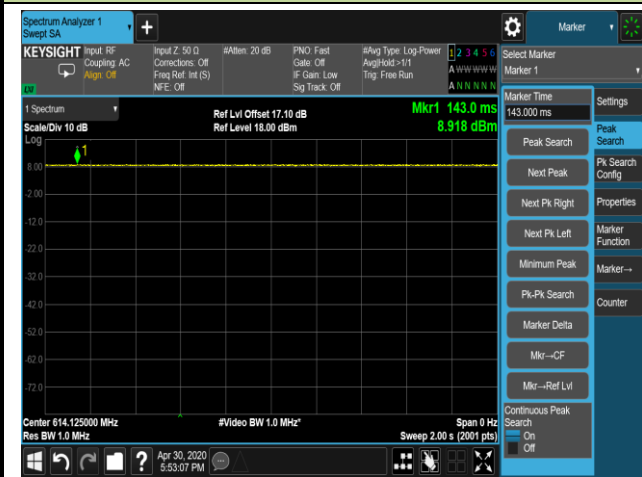 Spectrum Analyzer 1
Swept SA
+
Marker
KEYSIGHT
Input: RF
Coupling: AC
Align: Off
Input Z: 50 Ω
Corrections: Off
Freq Ref: Int (S)
NFE: Off
#Atten: 20 dB
PNO: Fast
Gate: Off
IF Gain: Low
Sig Track: Off
#Avg Type: Log-Power
Avg|Hold:>1/1
Trig: Free Run
1 2 3 4 5 6
A W W W W W
A N N N N N
LXI
Select Marker
Marker 1
1 Spectrum
Scale/Div 10 dB
Log
Ref Lvl Offset 17.10 dB
Ref Level 18.00 dBm
Mkr1 143.0 ms
8.918 dBm
1
8.00
-2.00
-12.0
-22.0
-32.0
-42.0
-52.0
-62.0
-72.0
Center 614.125000 MHz
Res BW 1.0 MHz
#Video BW 1.0 MHz*
Span 0 Hz
Sweep 2.00 s (2001 pts)
Marker Time
143.000 ms
Peak Search
Next Peak
Next Pk Right
Next Pk Left
Minimum Peak
Pk-Pk Search
Marker Delta
Mkr→CF
Mkr→Ref Lvl
Continuous Peak
Search
On
Off
Settings
Peak
Search
Pk Search
Config
Properties
Marker
Function
Marker→
Counter
?
Apr 30, 2020
5:53:07 PM